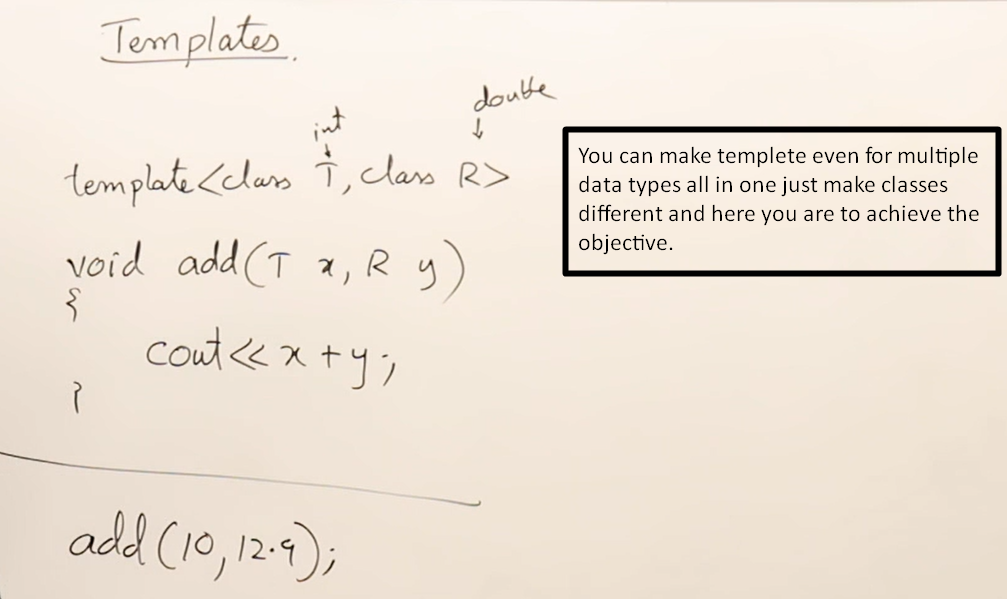 Templates.
double
int
template<class T, class R>
void add(T x, R y)
{
cout<< x + y;
}
add(10, 12.9);
You can make templete even for multiple
data types all in one just make classes
different and here you are to achieve the
objective.